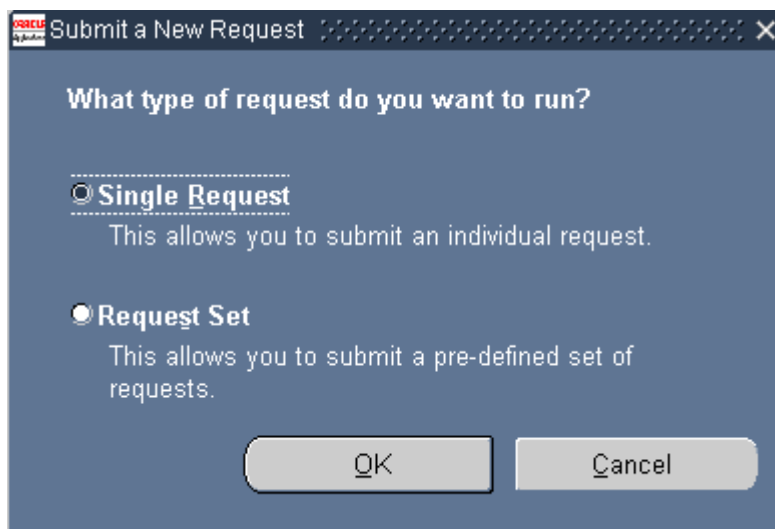 Submit a New Request
What type of request do you want to run?
Single Request
This allows you to submit an individual request.
Request Set
This allows you to submit a pre-defined set of
requests.
OK
Cancel